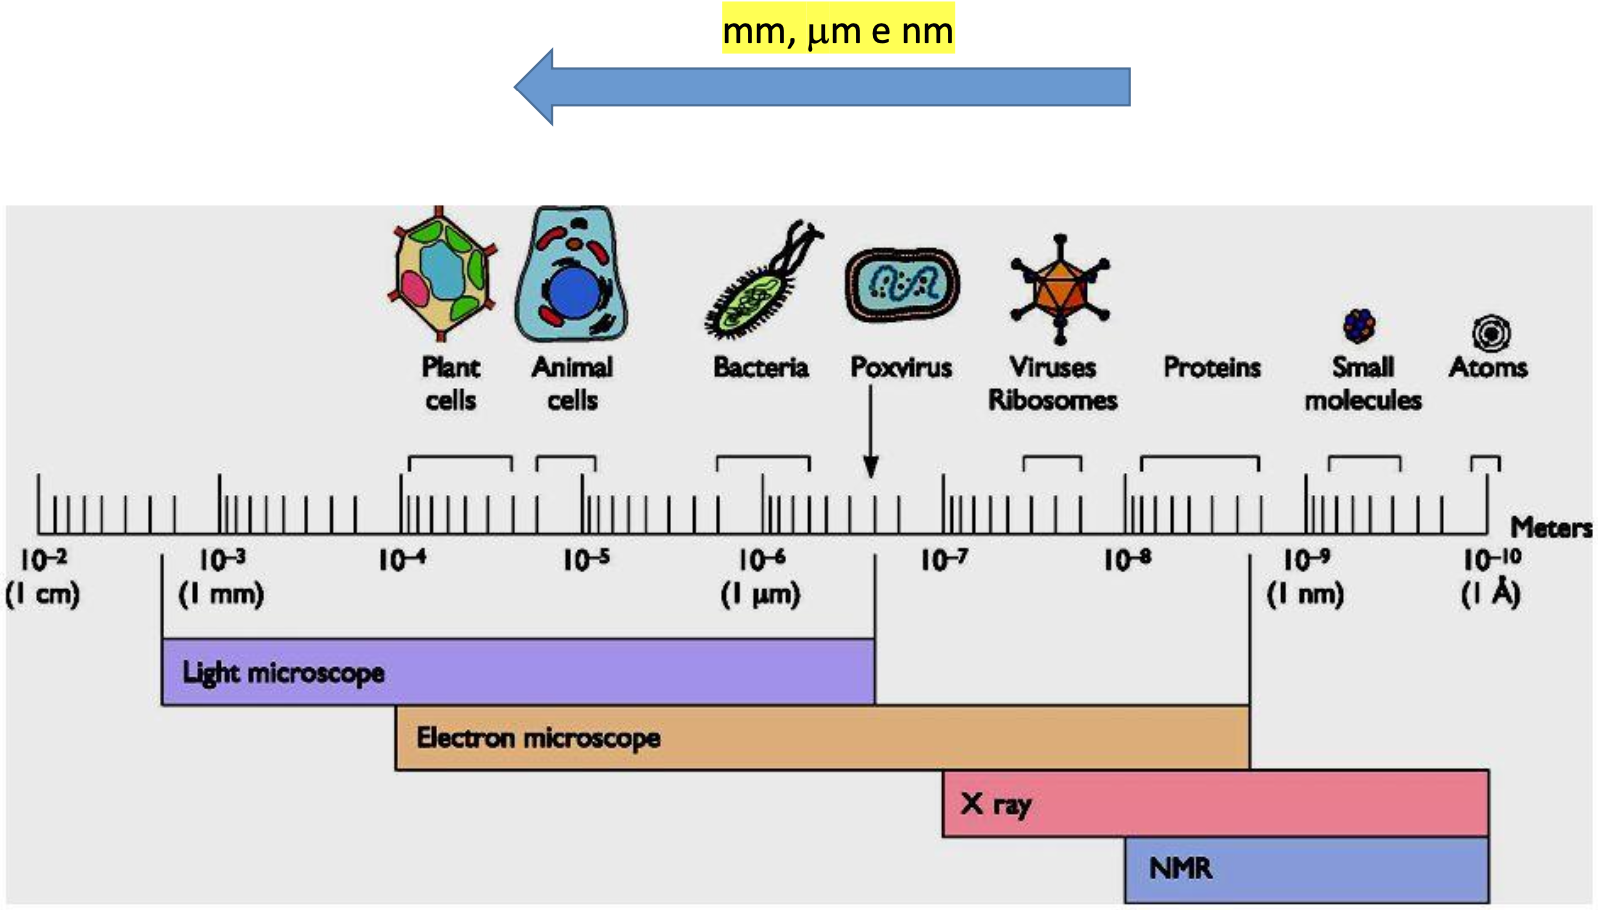 mm, μm e nm
Plant cells
Animal cells
Bacteria
Poxvirus
Viruses
Ribosomes
Proteins
Small molecules
Atoms
Meters
10–2 (1 cm)
10–3 (1 mm)
10–4
10–5
10–6 (1 μm)
10–7
10–8
10–9 (1 nm)
10–10 (1 Å)
Light microscope
Electron microscope
X ray
NMR